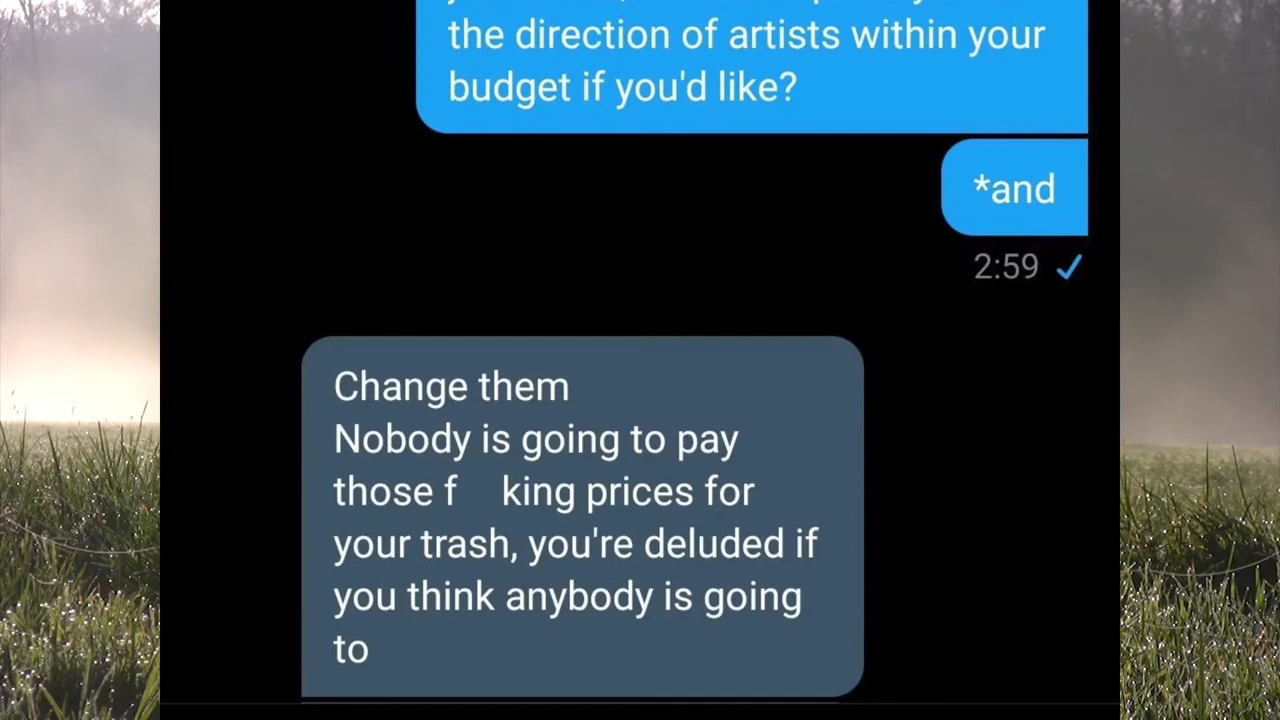 the direction of artists within your
budget if you'd like?
*and
2:59
Change them
Nobody is going to pay
those f king prices for
your trash, you're deluded if
you think anybody is going
to